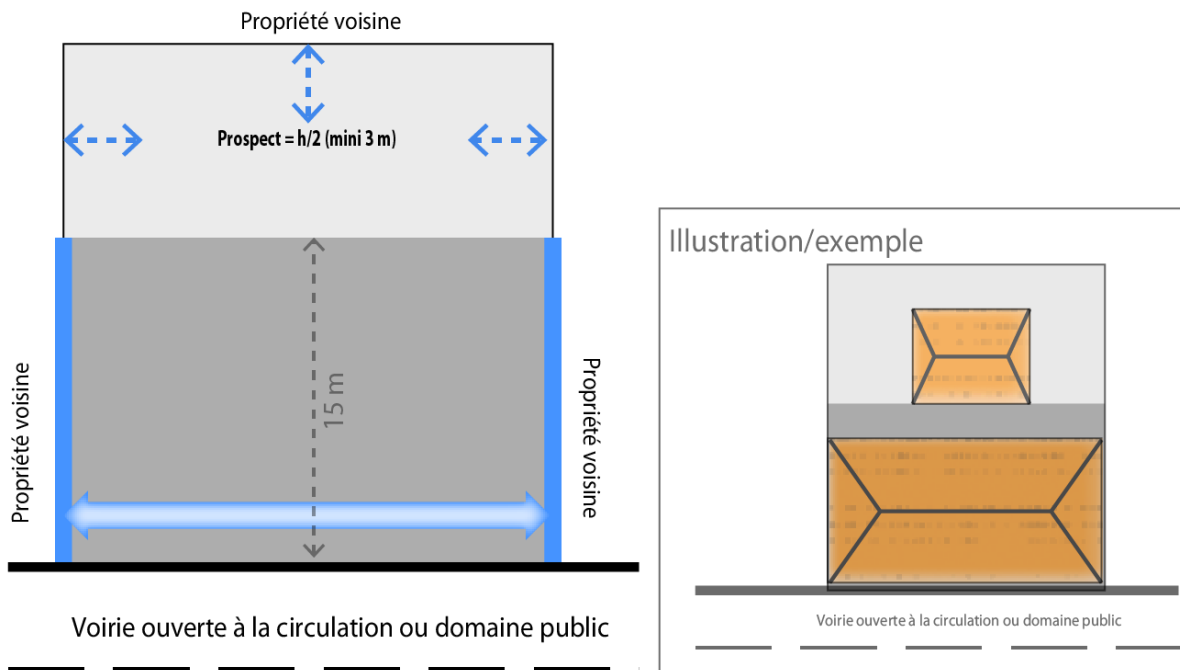 Propriété voisine
Prospect = h/2 (mini 3 m)
15 m
Propriété voisine
Propriété voisine
Voirie ouverte à la circulation ou domaine public
Illustration/exemple
Voirie ouverte à la circulation ou domaine public